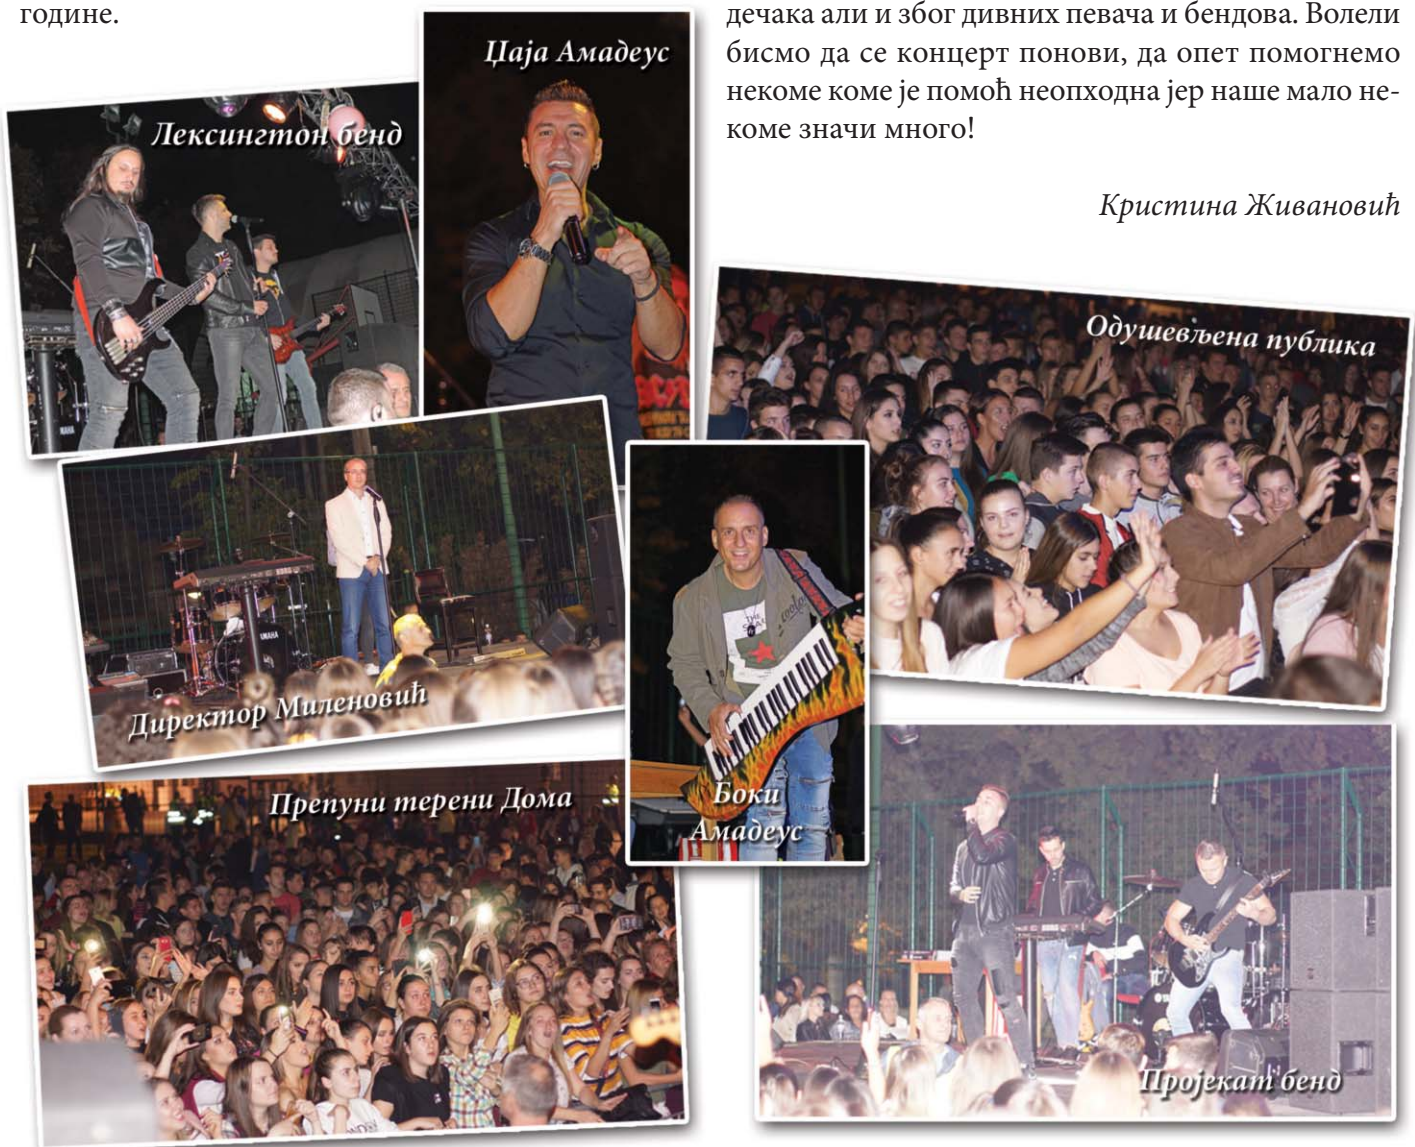 године.
дечака али и због дивних певача и бендова. Волели
бисмо да се концерт понови, да опет помогнемо
некоме коме је помоћ неопходна јер наше мало не-
коме значи много!
Кристина Живановић
Лексингтон бенд
Цаја Амадеус
Одушевљена публика
Директор Миленовић
Боки
Амадеус
Препуни терени Дома
Пројекат бенд
YAMAHA